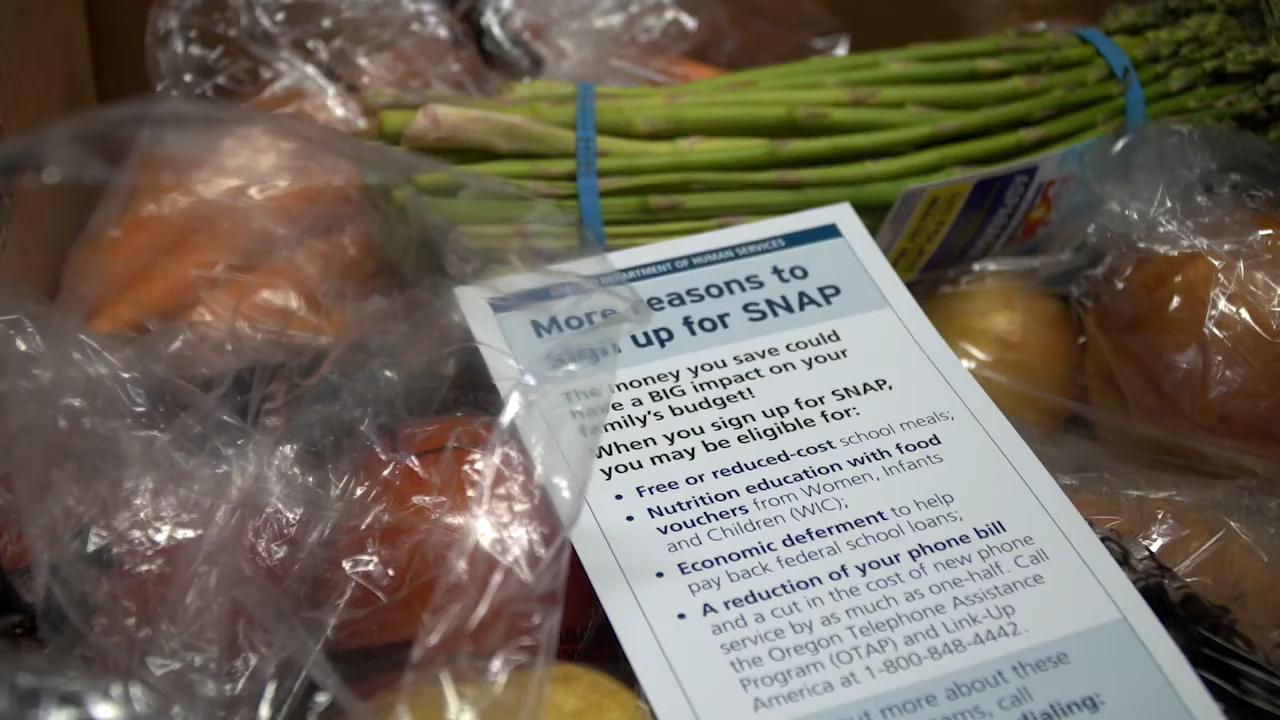 DEPARTMENT OF HUMAN SERVICES
More reasons to
sign up for SNAP
The money you save could
have a BIG impact on your
family's budget!
When you sign up for SNAP,
you may be eligible for:
• Free or reduced-cost school meals;
• Nutrition education with food
vouchers from Women, Infants
and Children (WIC);
• Economic deferment to help
pay back federal school loans;
• A reduction of your phone bill
and a cut in the cost of new phone
service by as much as one-half. Call
the Oregon Telephone Assistance
Program (OTAP) and Link-Up
America at 1-800-848-4442.
out more about these
call
dialing: